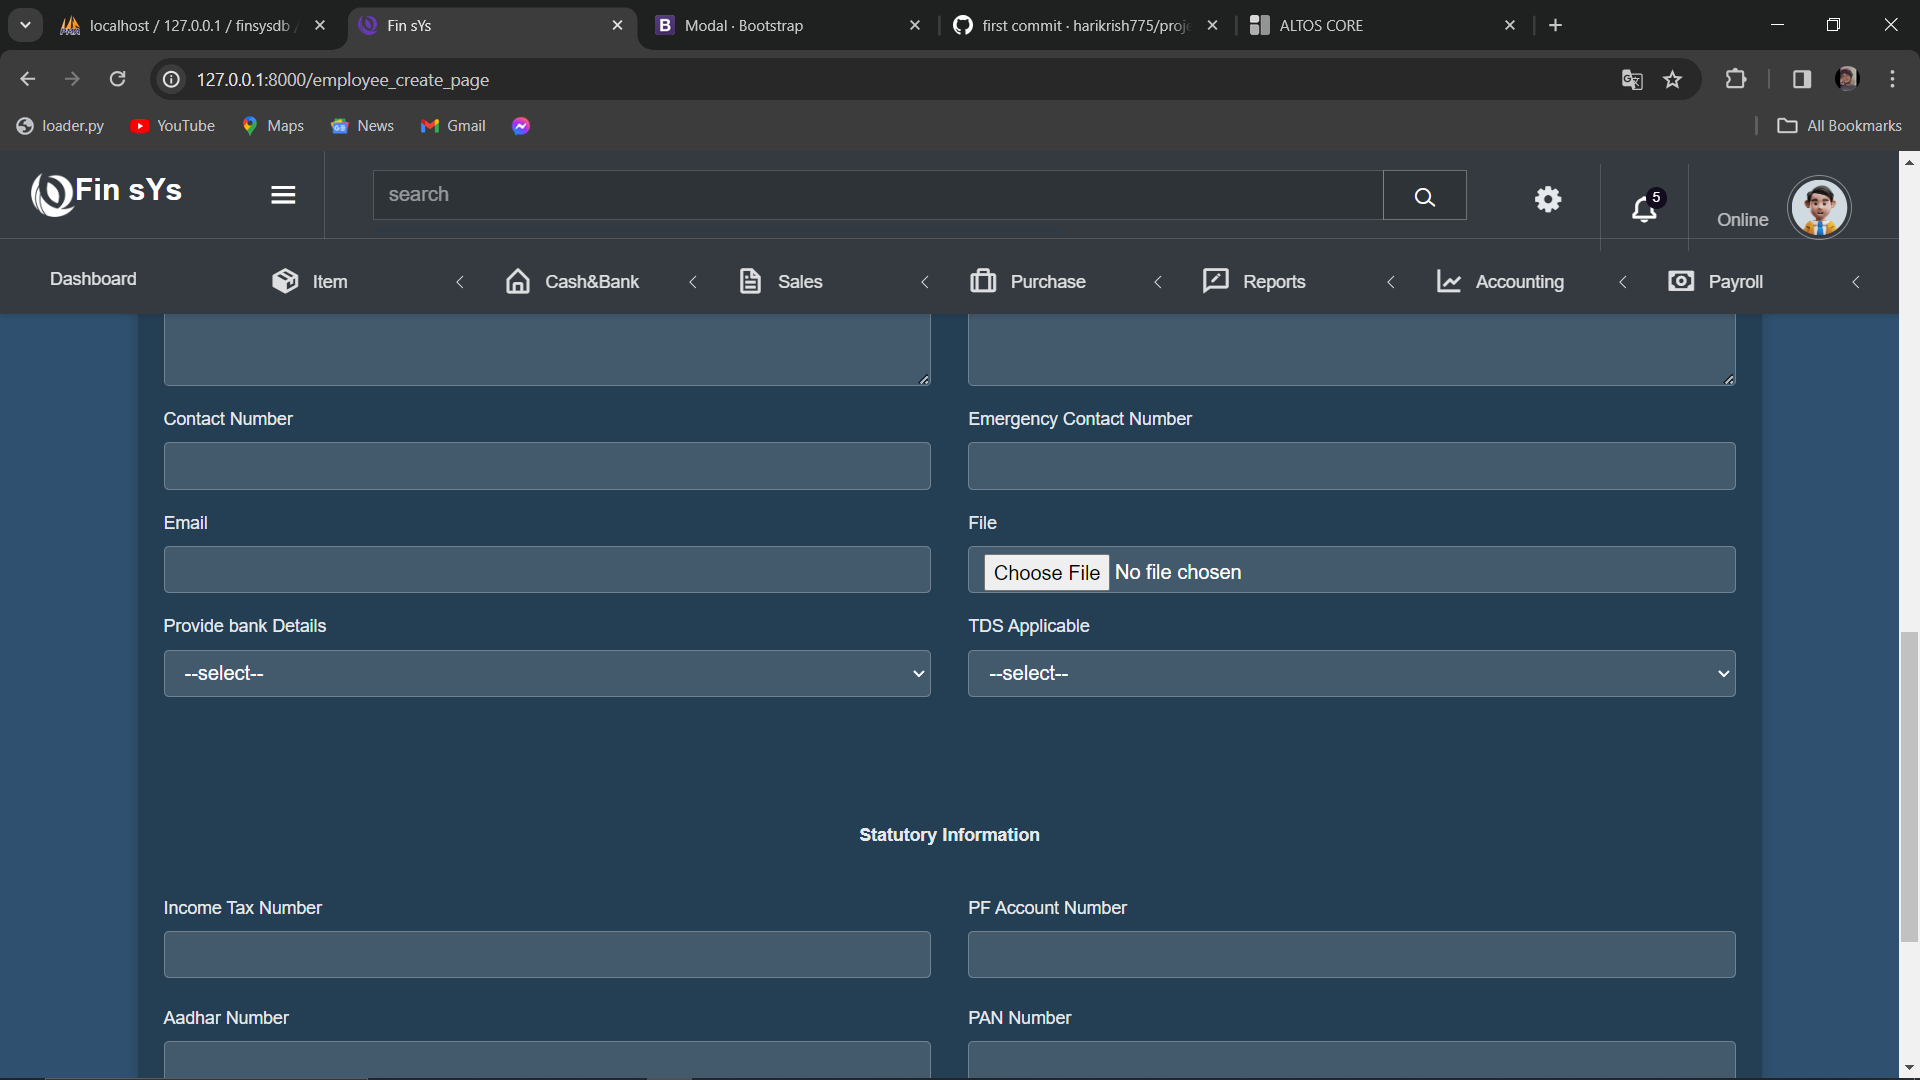 localhost / 127.0.0.1 / finsysdb
Fin sYs
Modal · Bootstrap
first commit · harikrish775/proje
ALTOS CORE
127.0.0.1:8000/employee_create_page
loader.py
YouTube
Maps
News
Gmail
All Bookmarks
Fin sYs
search
5
Online
Dashboard
Item
Cash&Bank
Sales
Purchase
Reports
Accounting
Payroll
Contact Number
Emergency Contact Number
Email
File
Choose File No file chosen
Provide bank Details
TDS Applicable
--select--
--select--
Statutory Information
Income Tax Number
PF Account Number
Aadhar Number
PAN Number